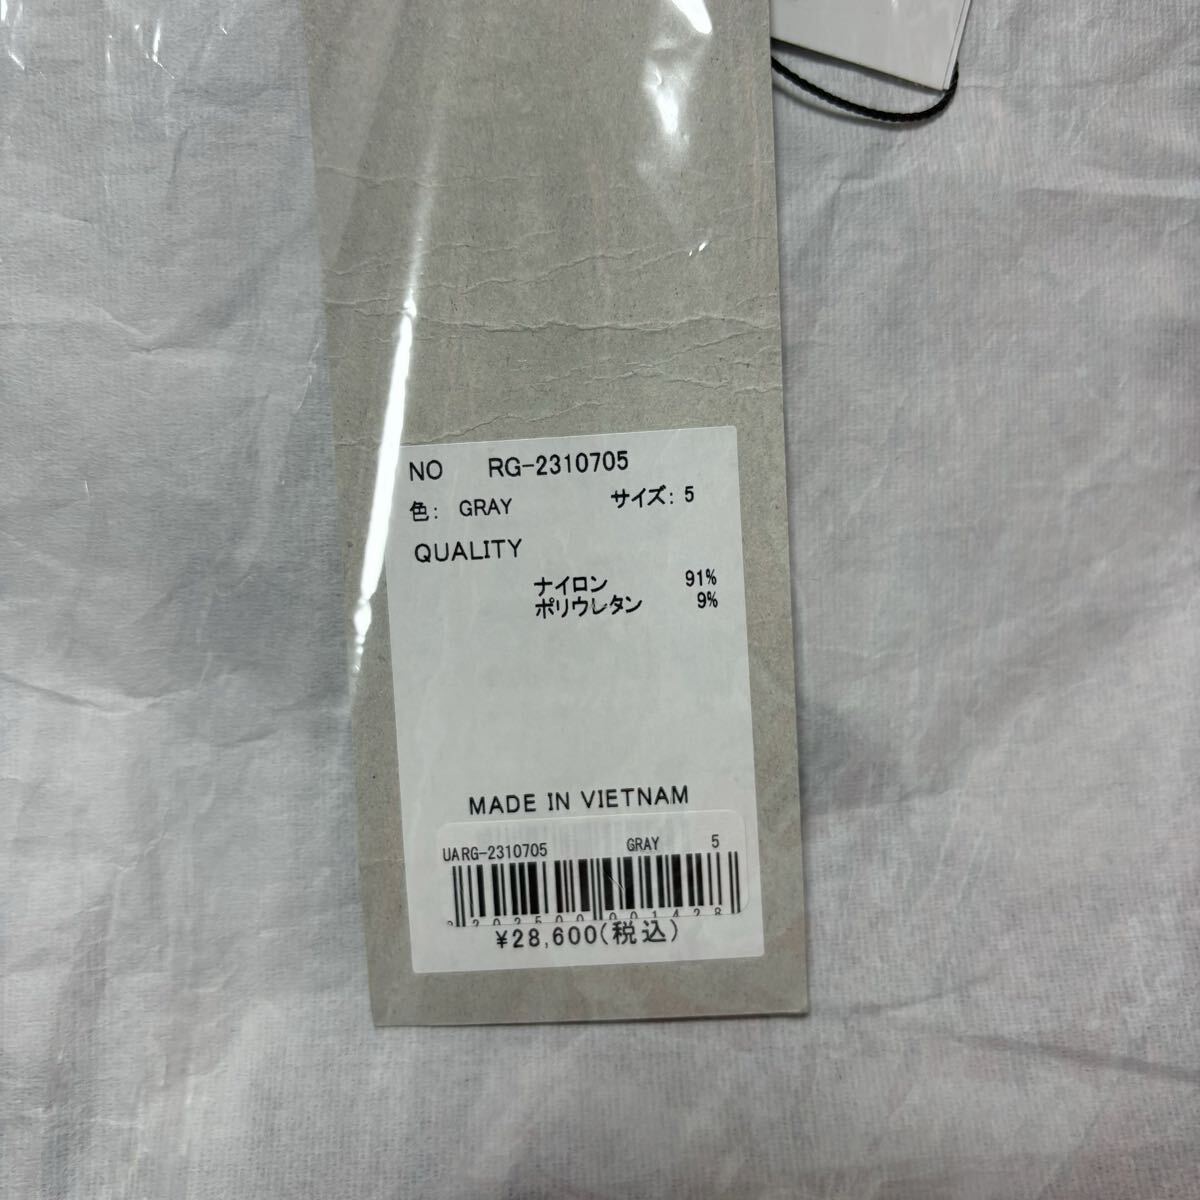 NO RG-2310705
色: GRAY サイズ: 5
QUALITY
ナイロン 91%
ポリウレタン 9%
MADE IN VIETNAM
UARG-2310705 GRAY 5
¥28,600(税込)